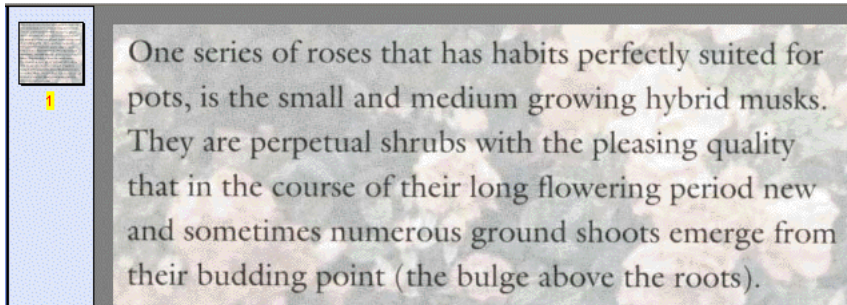 One series of roses that has habits perfectly suited for
pots, is the small and medium growing hybrid musks.
They are perpetual shrubs with the pleasing quality
that in the course of their long flowering period new
and sometimes numerous ground shoots emerge from
their budding point (the bulge above the roots).
1